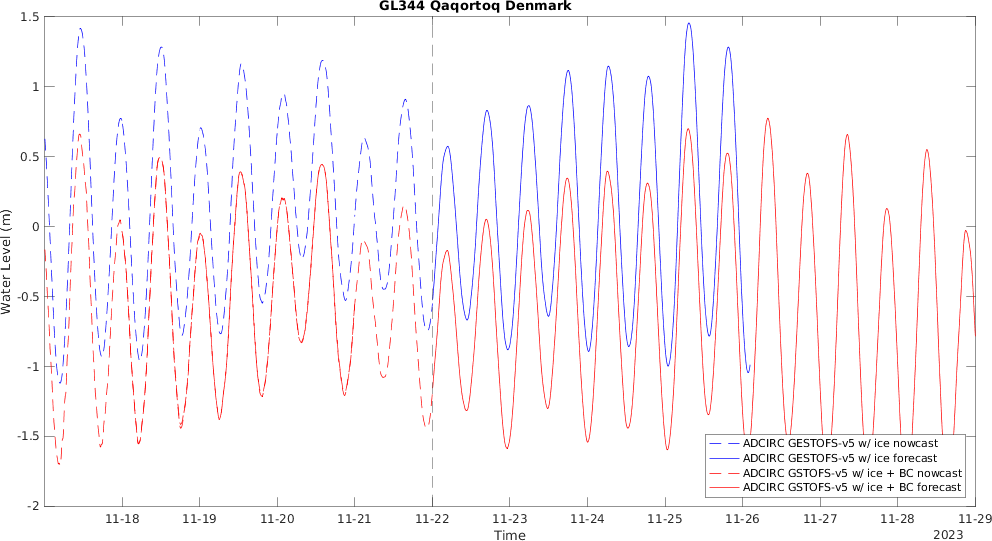 GL344 Qaqortoq Denmark
1.5
1
0.5
0
-0.5
-1
-1.5
-2
Water Level (m)
11-18 11-19 11-20 11-21 11-22 11-23 11-24 11-25 11-26 11-27 11-28 11-29
Time
2023
ADCIRC GESTOFS-v5 w/ ice nowcast
ADCIRC GESTOFS-v5 w/ ice forecast
ADCIRC GSTOFS-v5 w/ ice + BC nowcast
ADCIRC GSTOFS-v5 w/ ice + BC forecast